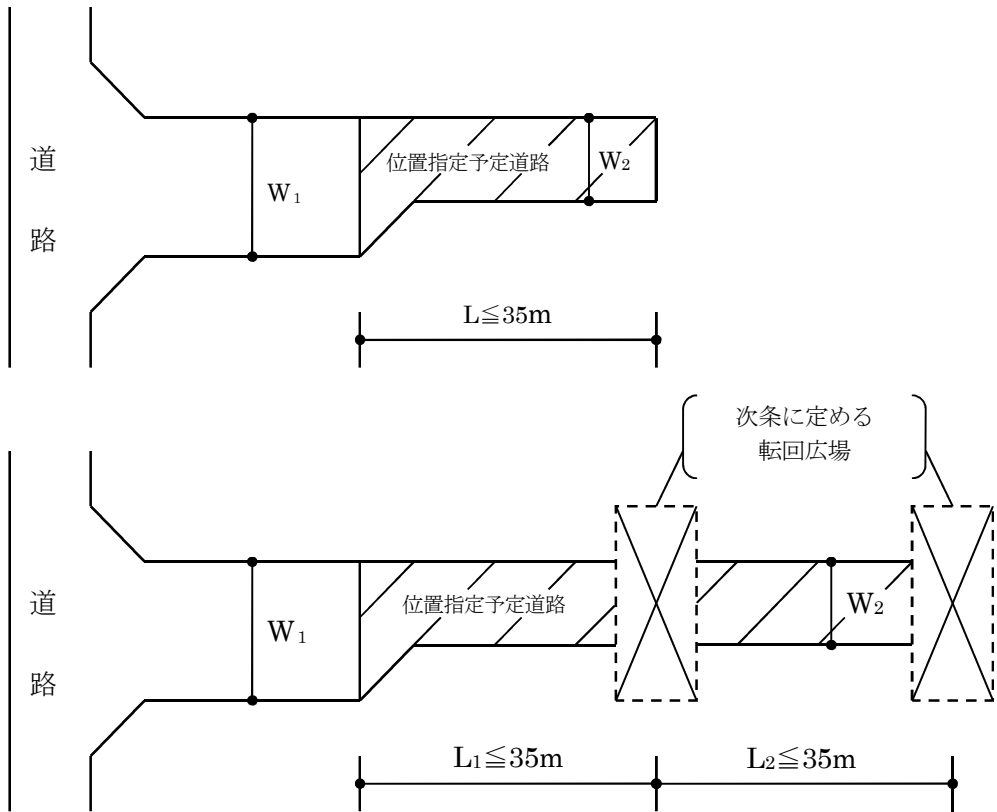 道
路
W₁
位置指定予定道路
W₂
L≦35m
次条に定める
転回広場
道
路
W₁
位置指定予定道路
W₂
L₁≦35m
L₂≦35m